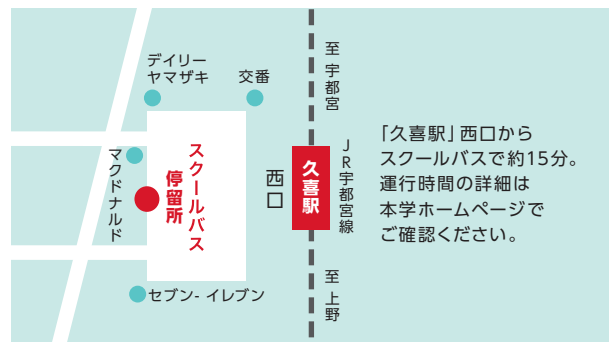 デイリー
ヤマザキ
交番
マクドナルド
スクールバス
停留所
セブン- イレブン
西口
久喜駅
至 宇都宮
JR宇都宮線
至 上野
「久喜駅」西口から
スクールバスで約15分。
運行時間の詳細は
本学ホームページで
ご確認ください。